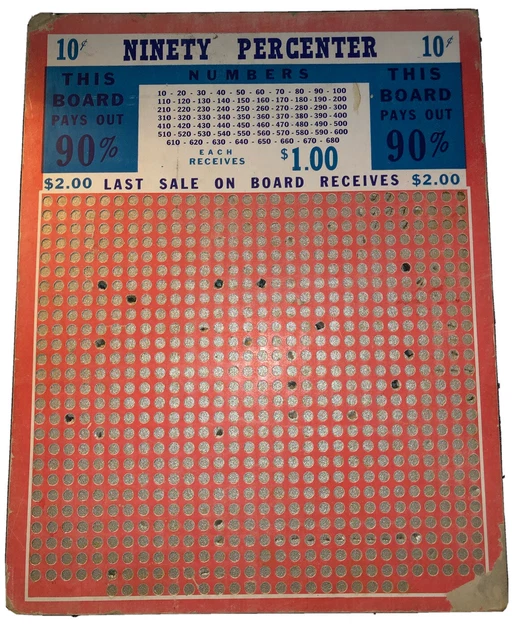 10¢ NINETY PERCENTER 10¢
THIS NUMBERS THIS
BOARD BOARD
PAYS OUT PAYS OUT
90% 90%
10 - 20 - 30 - 40 - 50 - 60 - 70 - 80 - 90 - 100
110 - 120 - 130 - 140 - 150 - 160 - 170 - 180 - 190 - 200
210 - 220 - 230 - 240 - 250 - 260 - 270 - 280 - 290 - 300
310 - 320 - 330 - 340 - 350 - 360 - 370 - 380 - 390 - 400
410 - 420 - 430 - 440 - 450 - 460 - 470 - 480 - 490 - 500
510 - 520 - 530 - 540 - 550 - 560 - 570 - 580 - 590 - 600
610 - 620 - 630 - 640 - 650 - 660 - 670 - 680
EACH
RECEIVES $1.00
$2.00 LAST SALE ON BOARD RECEIVES $2.00